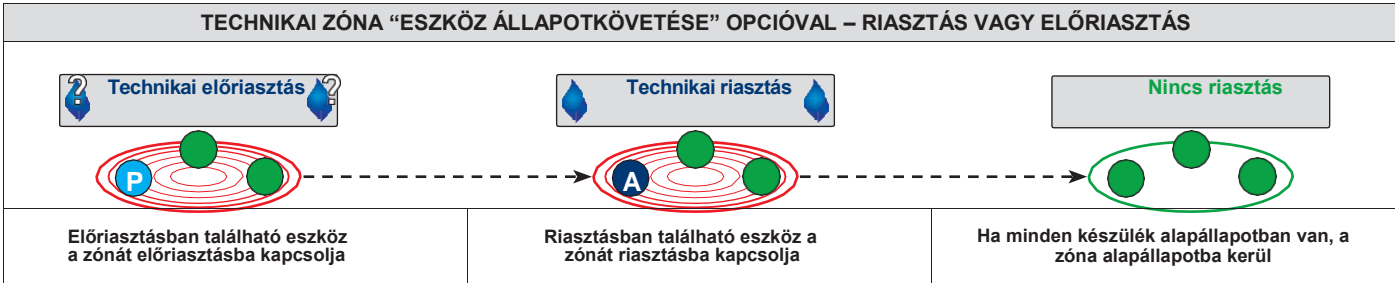 TECHNIKAI ZÓNA “ESZKÖZ ÁLLAPOTKÖVETÉSE” OPCIÓVAL – RIASZTÁS VAGY ELŐRIASZTÁS
? Technikai előriasztás ?
Technikai riasztás
Nincs riasztás
P
A
Előriasztásban található eszköz
a zónát előriasztásba kapcsolja
Riasztásban található eszköz a
zónát riasztásba kapcsolja
Ha minden készülék alapállapotban van, a
zóna alapállapotba kerül